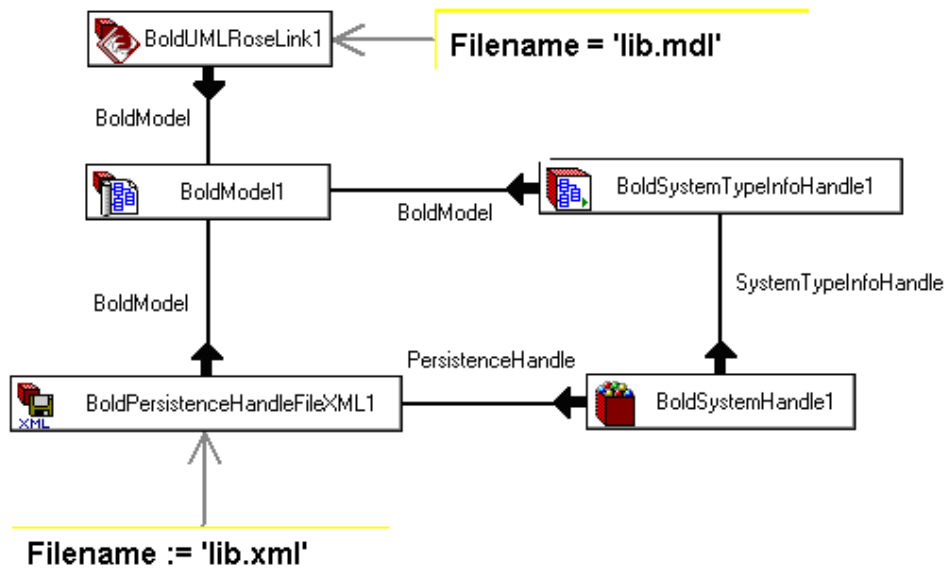 BoldUMLRoseLink1
Filename = 'lib.mdl'
BoldModel
BoldModel1
BoldModel
BoldSystemTypeInfoHandle1
BoldModel
SystemTypeInfoHandle
PersistenceHandle
XML
BoldPersistenceHandleFileXML1
BoldSystemHandle1
Filename := 'lib.xml'